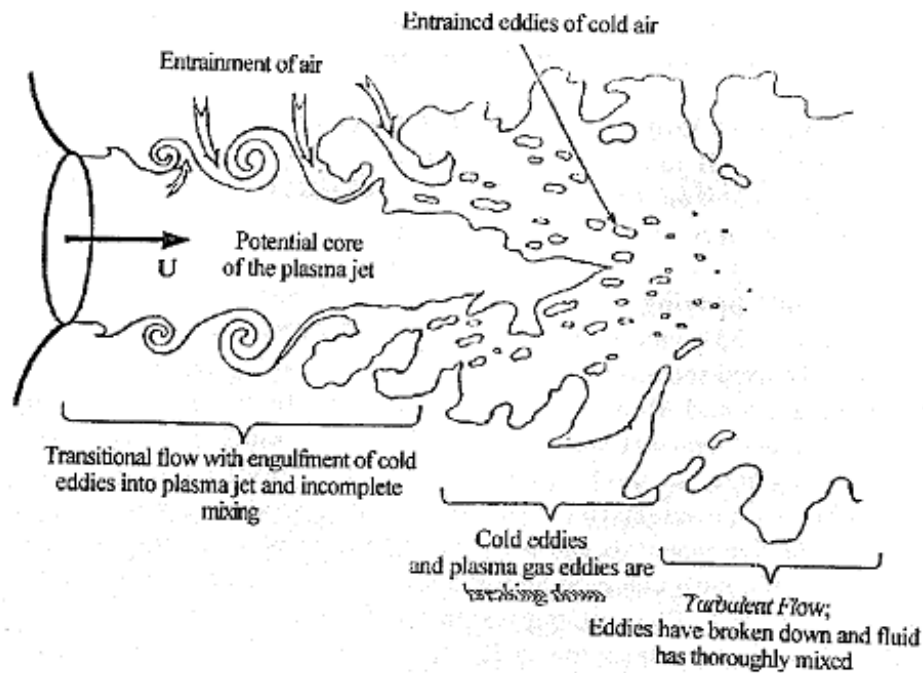 Entrained eddies of cold air
Entrainment of air
Potential core
of the plasma jet
U
Transitional flow with engulfment of cold
eddies into plasma jet and incomplete
mixing
Cold eddies
and plasma gas eddies are
breaking down
Turbulent Flow;
Eddies have broken down and fluid
has thoroughly mixed